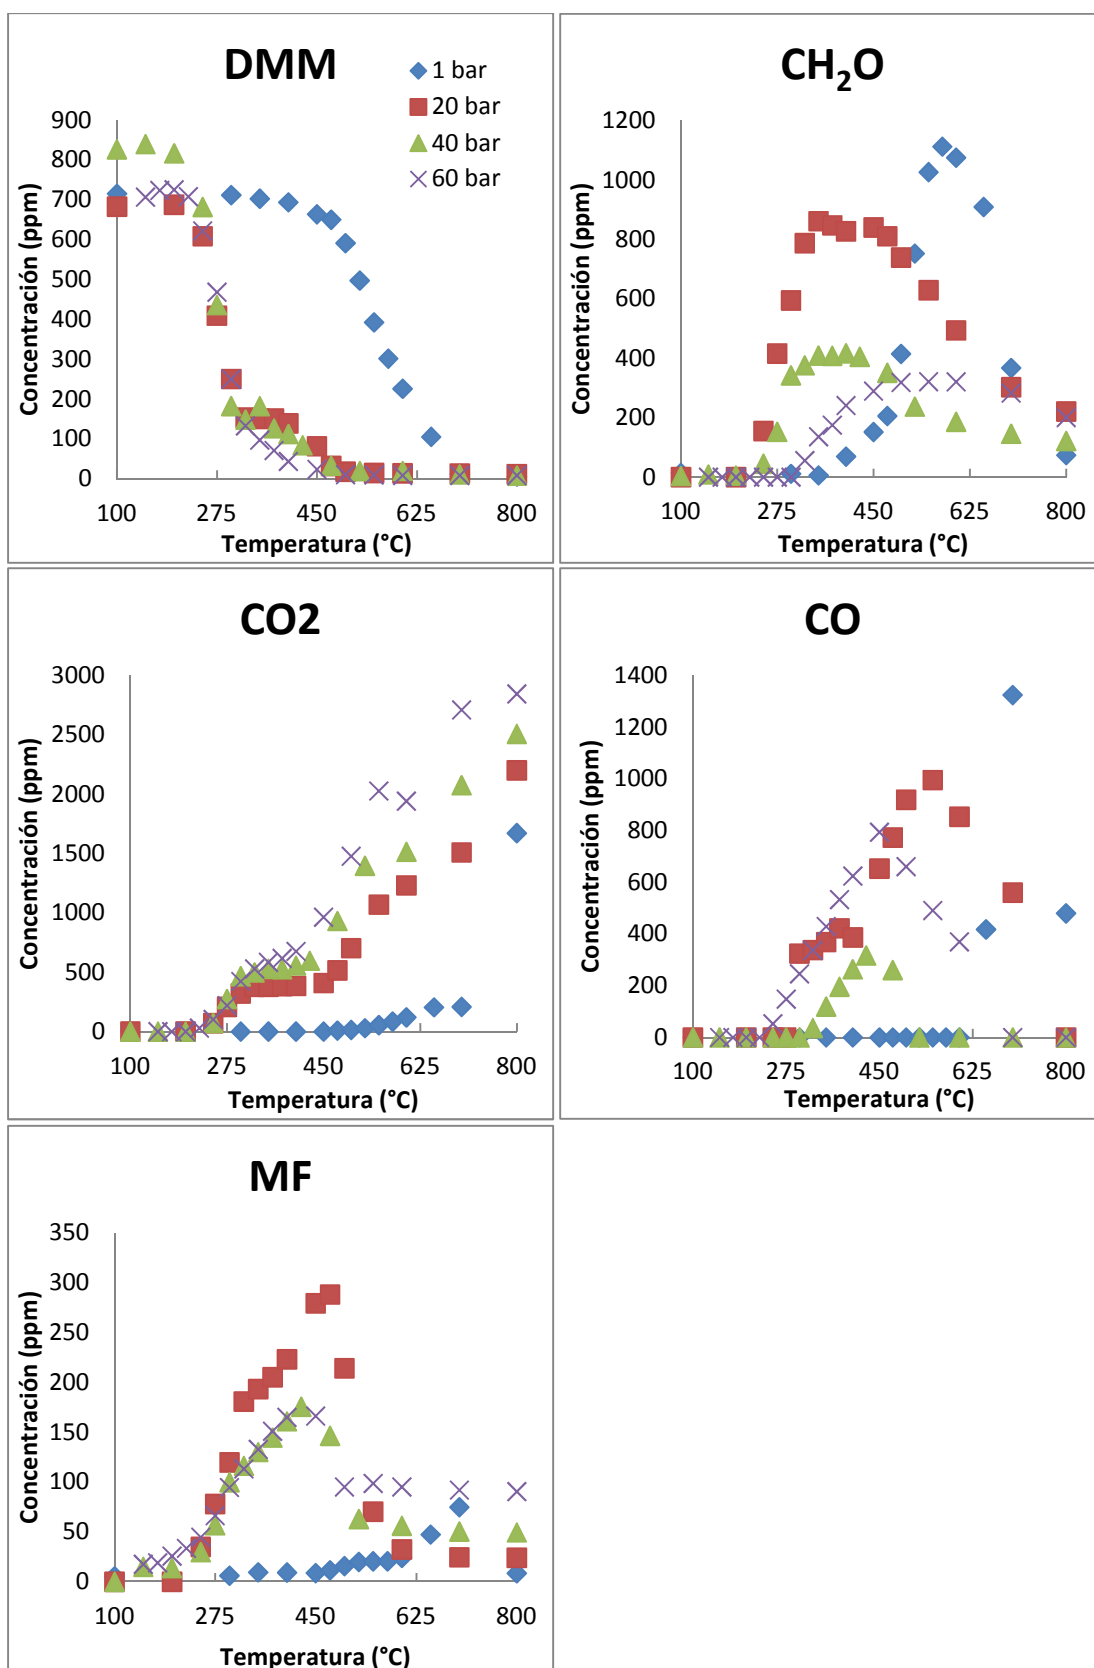 DMM
1 bar
20 bar
40 bar
60 bar
Concentración (ppm)
900
800
700
600
500
400
300
200
100
0
100 275 450 625 800
Temperatura (°C)
CH2O
Concentración (ppm)
1200
1000
800
600
400
200
0
100 275 450 625 800
Temperatura (°C)
CO2
Concentración (ppm)
3000
2500
2000
1500
1000
500
0
100 275 450 625 800
Temperatura (°C)
CO
Concentración (ppm)
1400
1200
1000
800
600
400
200
0
100 275 450 625 800
Temperatura (°C)
MF
Concentración (ppm)
350
300
250
200
150
100
50
0
100 275 450 625 800
Temperatura (°C)